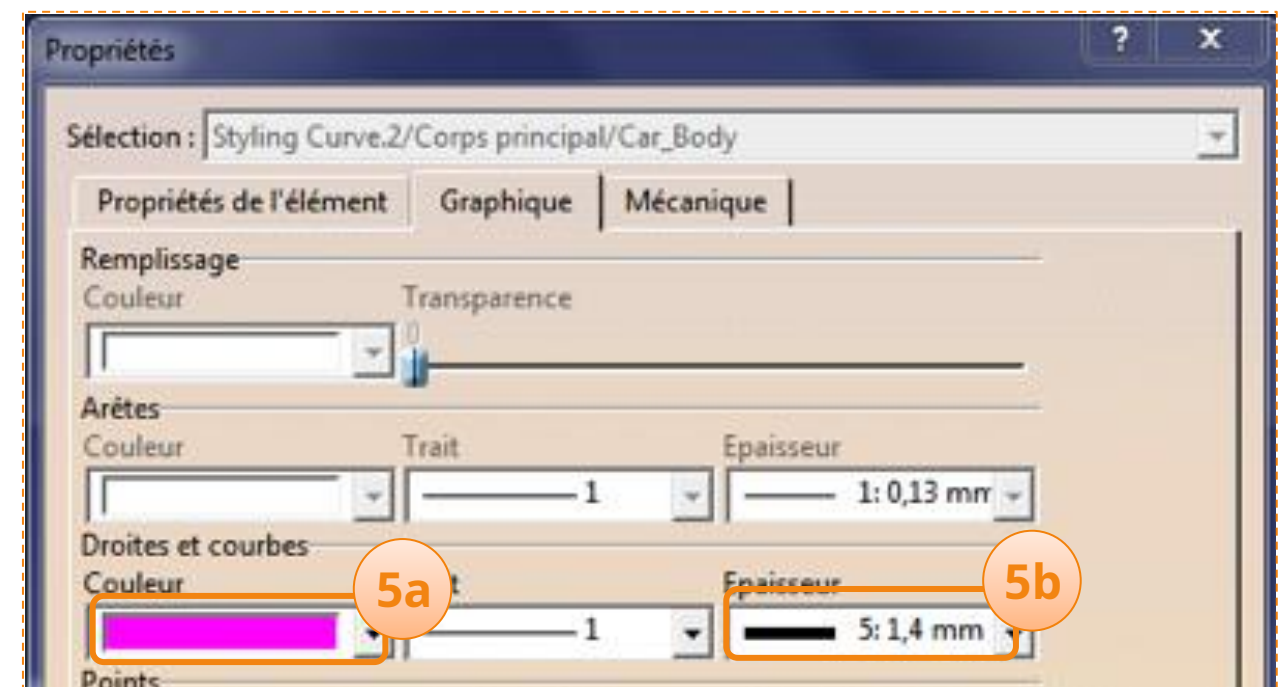 Propriétés ? x
Sélection : Styling Curve.2/Corps principal/Car_Body
Propriétés de l'élément Graphique Mécanique
Remplissage
Couleur Transparence
0
Arêtes
Couleur Trait Epaisseur
1 1: 0,13 mm
Droites et courbes
Couleur 5a t Epaisseur 5b
1 5: 1,4 mm
Points